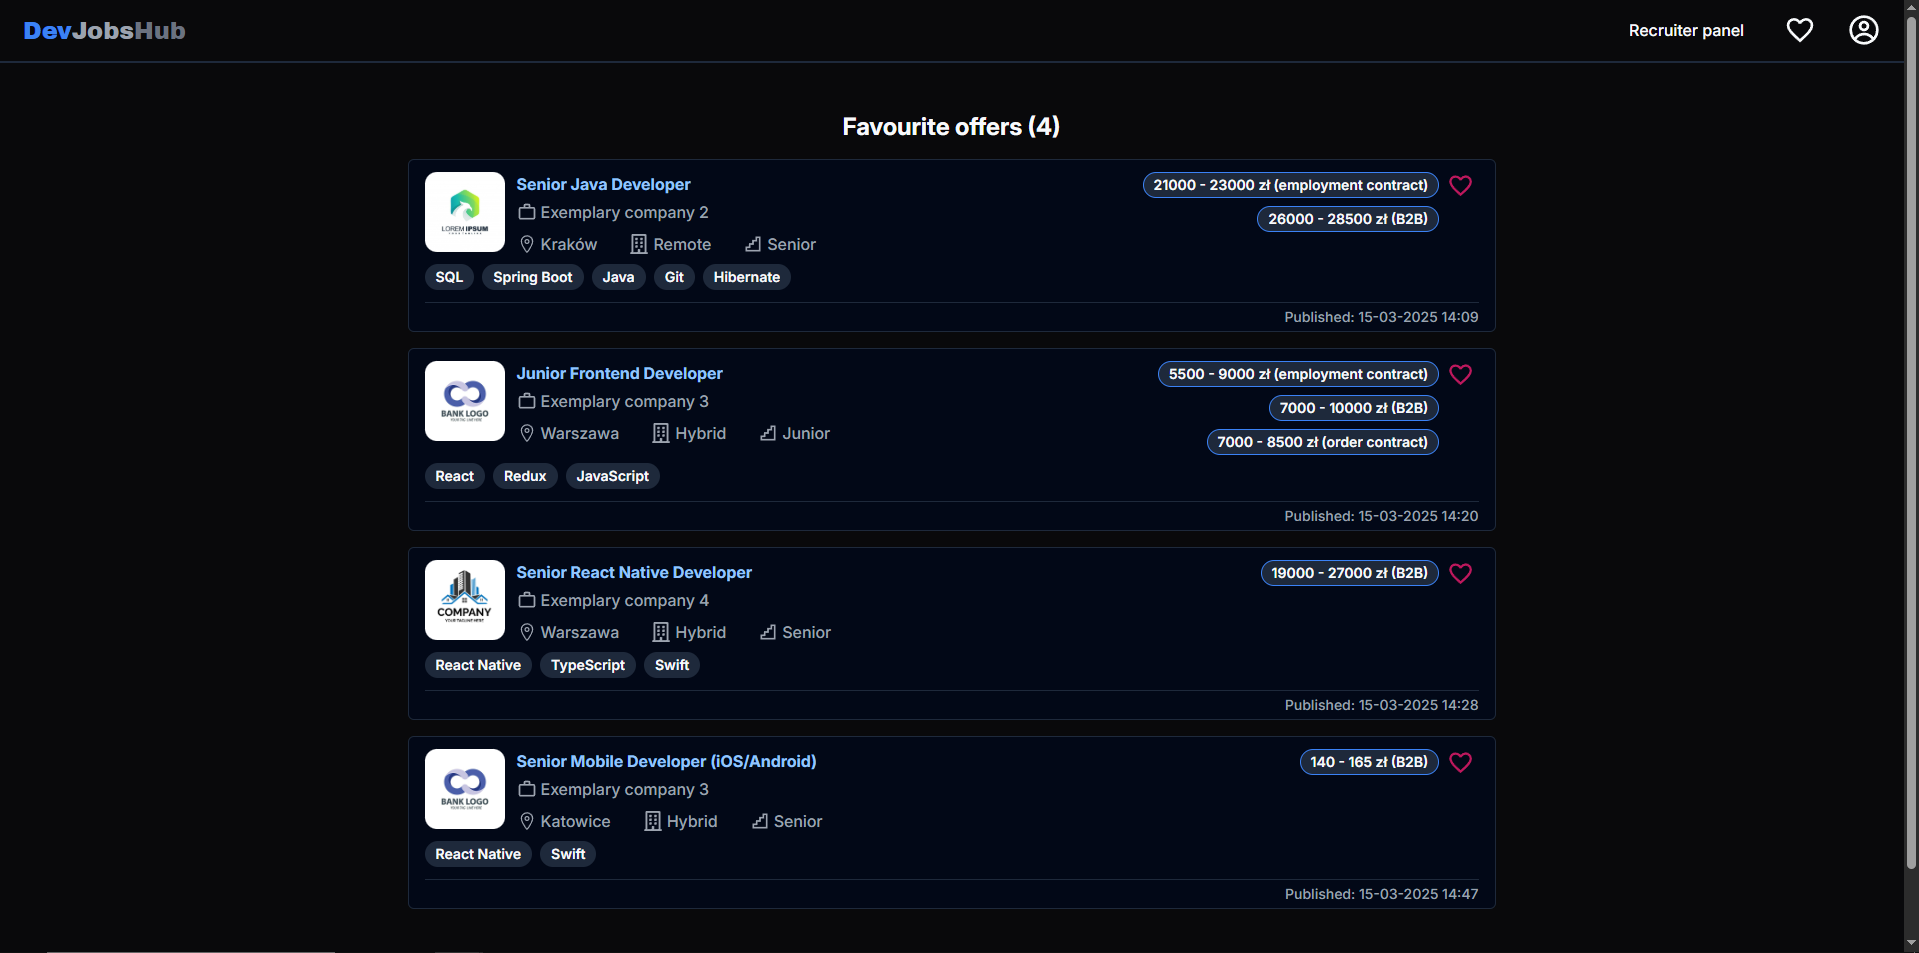 DevJobsHub
Recruiter panel
Favourite offers (4)
LOREM IPSUM
Senior Java Developer
21000 - 23000 zł (employment contract)
Exemplary company 2
26000 - 28500 zł (B2B)
Kraków Remote Senior
SQL Spring Boot Java Git Hibernate
Published: 15-03-2025 14:09
BANK LOGO
Junior Frontend Developer
5500 - 9000 zł (employment contract)
Exemplary company 3
7000 - 10000 zł (B2B)
Warszawa Hybrid Junior
7000 - 8500 zł (order contract)
React Redux JavaScript
Published: 15-03-2025 14:20
COMPANY
YOUR TAGLINE HERE
Senior React Native Developer
19000 - 27000 zł (B2B)
Exemplary company 4
Warszawa Hybrid Senior
React Native TypeScript Swift
Published: 15-03-2025 14:28
BANK LOGO
Senior Mobile Developer (iOS/Android)
140 - 165 zł (B2B)
Exemplary company 3
Katowice Hybrid Senior
React Native Swift
Published: 15-03-2025 14:47